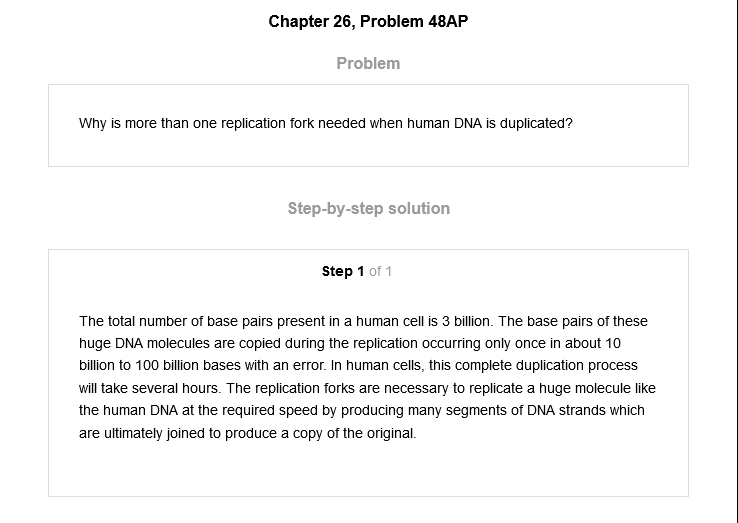 Chapter 26, Problem 48AP
Problem
Why is more than one replication fork needed when human DNA is duplicated?
Step-by-step solution
Step 1 of 1
The total number of base pairs present in a human cell is 3 billion. The base pairs of these
huge DNA molecules are copied during the replication occurring only once in about 10
billion to 100 billion bases with an error. In human cells, this complete duplication process
will take several hours. The replication forks are necessary to replicate a huge molecule like
the human DNA at the required speed by producing many segments of DNA strands which
are ultimately joined to produce a copy of the original.